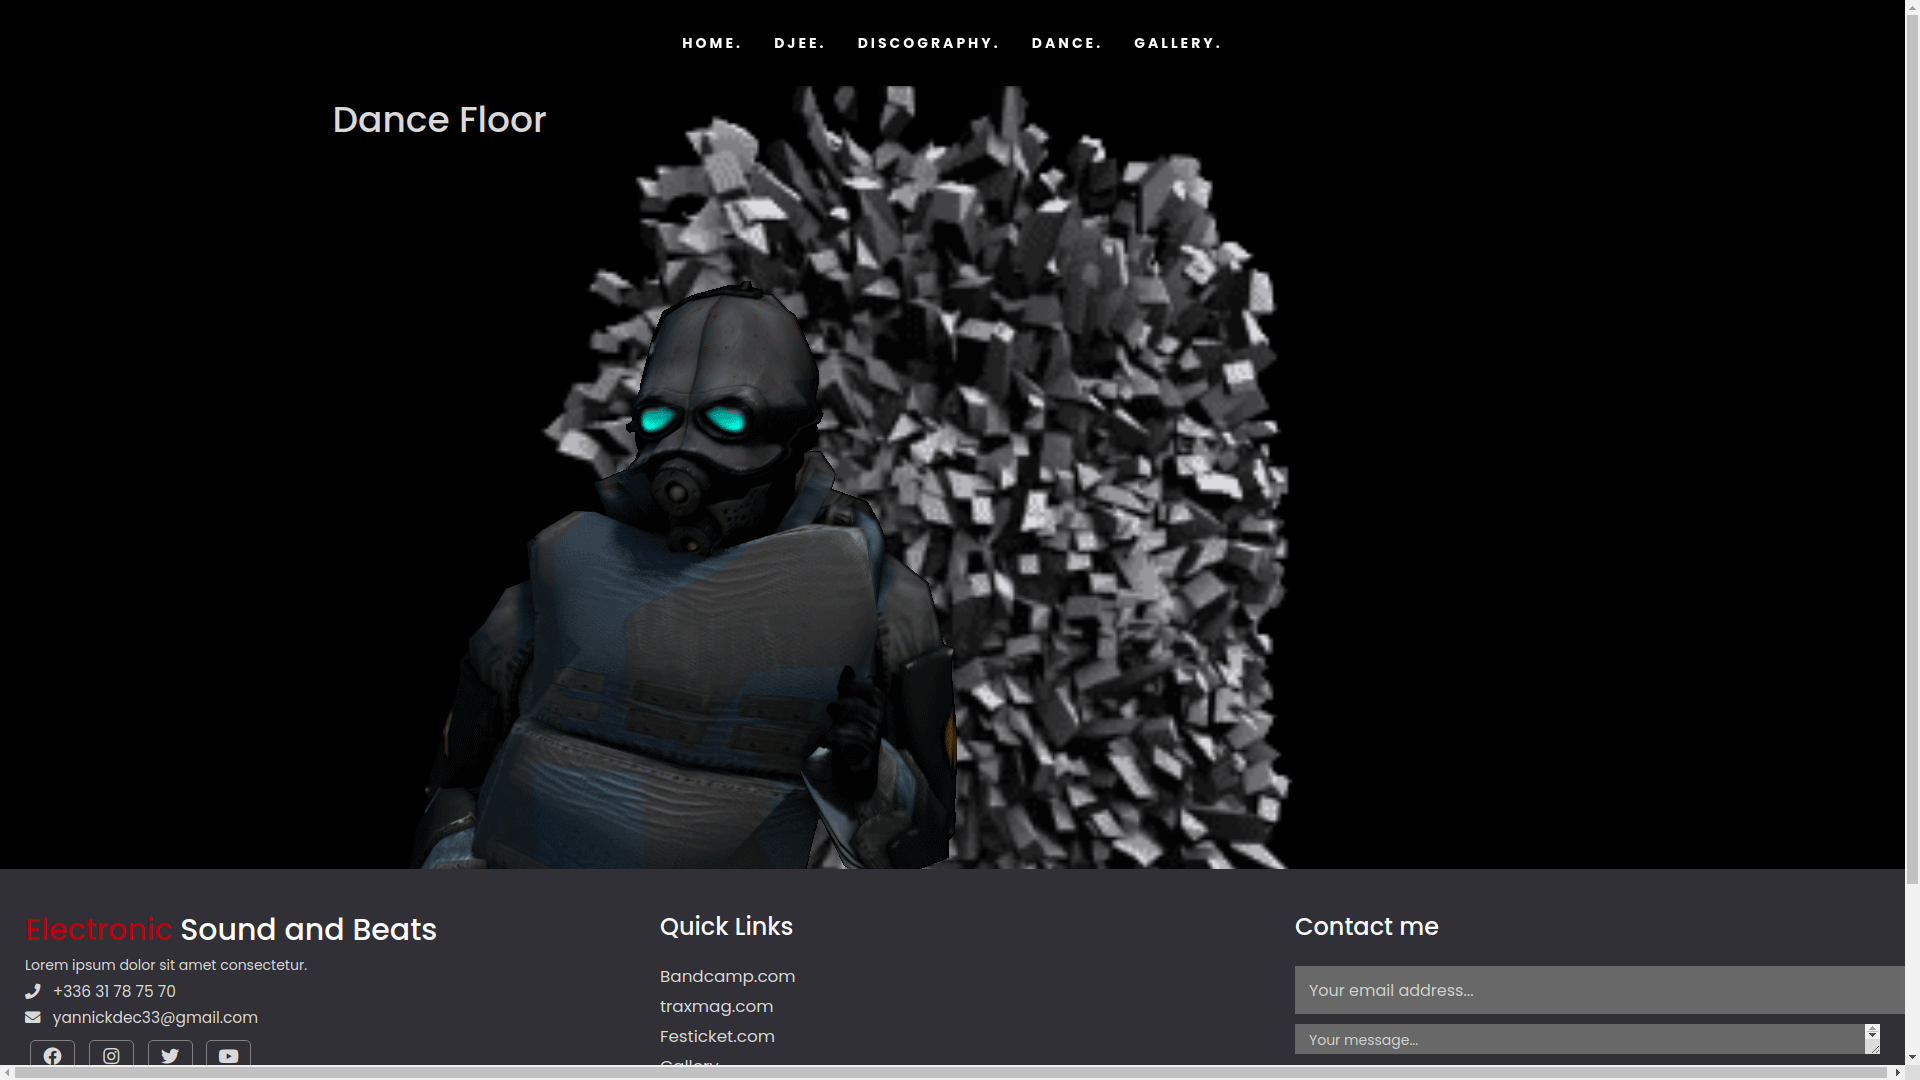 HOME. DJEE. DISCOGRAPHY. DANCE. GALLERY.
Dance Floor
Electronic Sound and Beats
Lorem ipsum dolor sit amet consectetur.
+336 31 78 75 70
yannickdec33@gmail.com
Quick Links
Bandcamp.com
traxmag.com
Festicket.com
Gallery
Contact me
Your email address...
Your message...